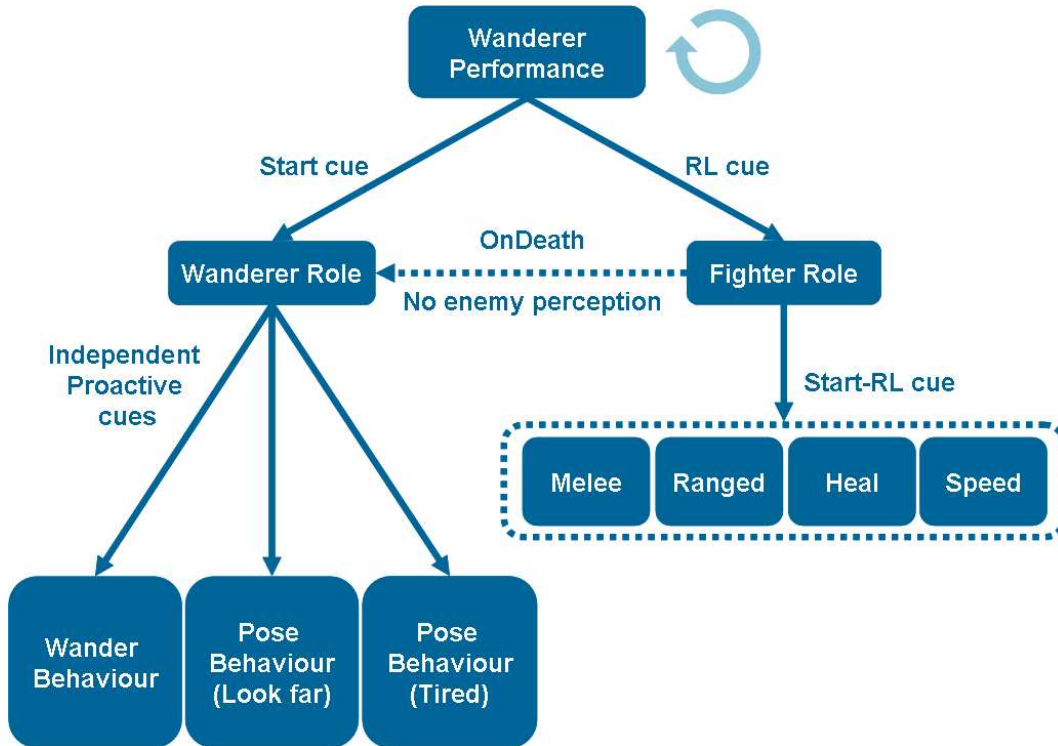 Wanderer
Performance
Start cue
RL cue
OnDeath
Wanderer Role
Fighter Role
No enemy perception
Independent
Proactive
cues
Start-RL cue
Melee
Ranged
Heal
Speed
Wander
Behaviour
Pose
Behaviour
(Look far)
Pose
Behaviour
(Tired)